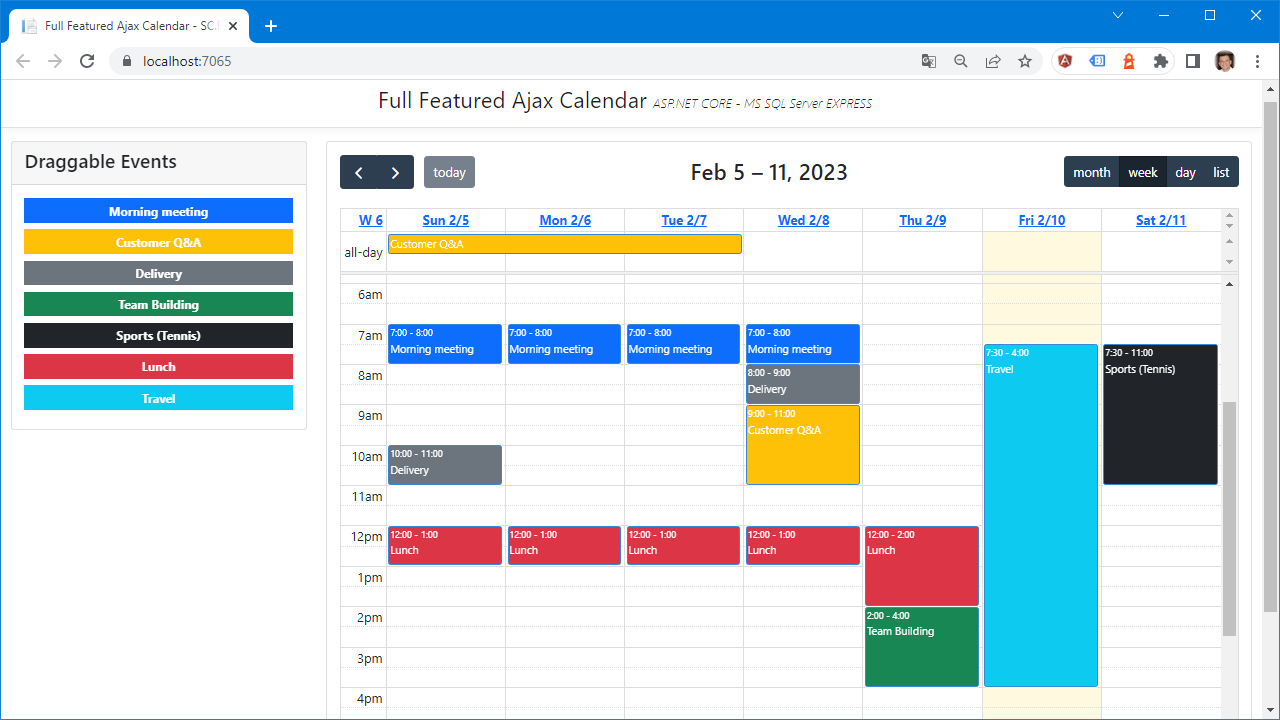 Full Featured Ajax Calendar - SC.
localhost:7065
Full Featured Ajax Calendar ASP.NET CORE - MS SQL Server EXPRESS
Draggable Events
Morning meeting
Customer Q&A
Delivery
Team Building
Sports (Tennis)
Lunch
Travel
today
Feb 5 – 11, 2023
month week day list
W 6 Sun 2/5 Mon 2/6 Tue 2/7 Wed 2/8 Thu 2/9 Fri 2/10 Sat 2/11
all-day
Customer Q&A
6am
7am
8am
9am
10am
11am
12pm
1pm
2pm
3pm
4pm
7:00 - 8:00
Morning meeting
10:00 - 11:00
Delivery
12:00 - 1:00
Lunch
7:00 - 8:00
Morning meeting
12:00 - 1:00
Lunch
7:00 - 8:00
Morning meeting
12:00 - 1:00
Lunch
7:00 - 8:00
Morning meeting
8:00 - 9:00
Delivery
9:00 - 11:00
Customer Q&A
12:00 - 1:00
Lunch
12:00 - 2:00
Lunch
2:00 - 4:00
Team Building
7:30 - 4:00
Travel
7:30 - 11:00
Sports (Tennis)